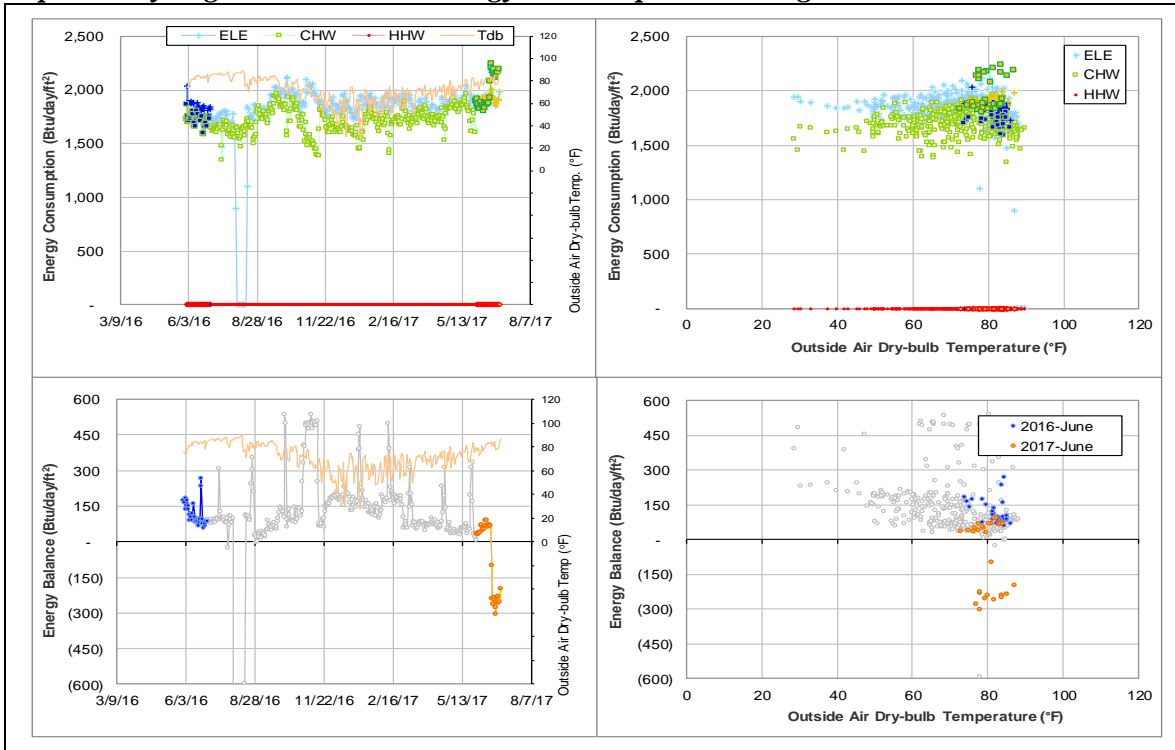 ELE CHW HHW Tdb
2,500
2,000
1,500
1,000
500
-
Energy Consumption (Btu/day/ft²)
120
100
80
60
40
20
0
Outside Air Dry-bulb Temp. (°F)
3/9/16 6/3/16 8/28/16 11/22/16 2/16/17 5/13/17 8/7/17
2,500
2,000
1,500
1,000
500
-
Energy Consumption (Btu/day/ft²)
ELE
CHW
HHW
0 20 40 60 80 100 120
Outside Air Dry-bulb Temperature (°F)
600
450
300
150
-
(150)
(300)
(450)
(600)
Energy Balance (Btu/day/ft²)
120
100
80
60
40
20
0
Outside Air Dry-bulb Temp (°F)
3/9/16 6/3/16 8/28/16 11/22/16 2/16/17 5/13/17 8/7/17
600
450
300
150
-
(150)
(300)
(450)
(600)
Energy Balance (Btu/day/ft²)
2016-June
2017-June
0 20 40 60 80 100 120
Outside Air Dry-bulb Temperature (°F)